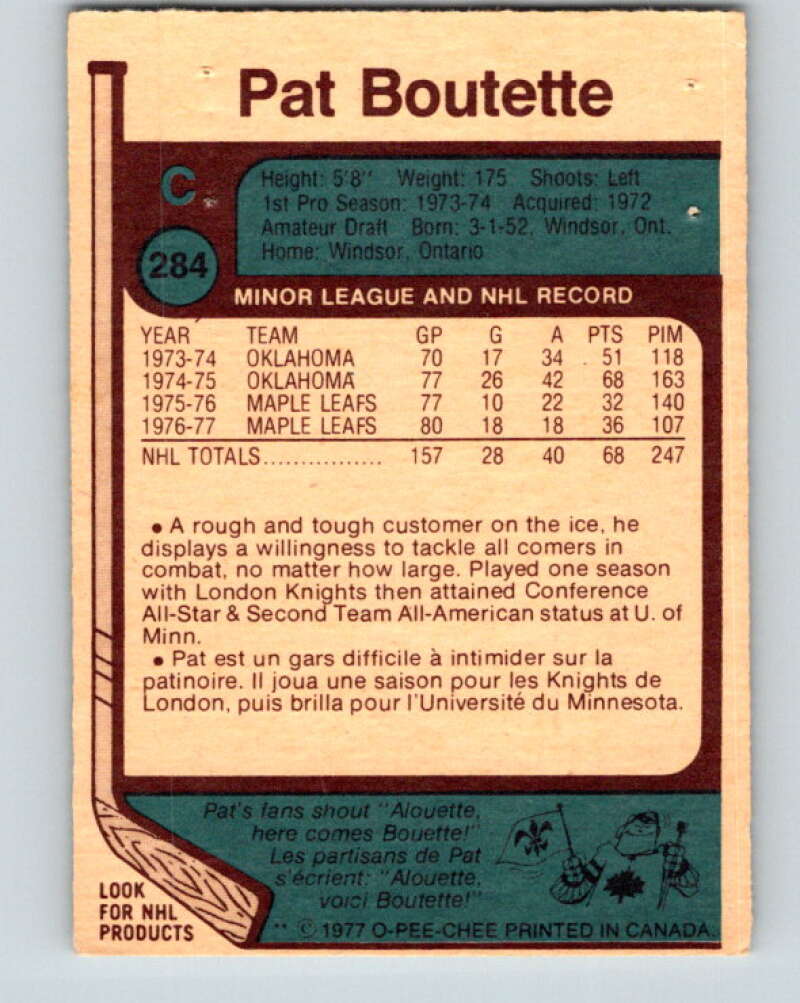 Pat Boutette
C
Height: 5'8" Weight: 175 Shoots: Left
1st Pro Season: 1973-74 Acquired: 1972
Amateur Draft Born: 3-1-52, Windsor, Ont.
Home: Windsor, Ontario
284
MINOR LEAGUE AND NHL RECORD
YEAR TEAM GP G A PTS PIM
1973-74 OKLAHOMA 70 17 34 51 118
1974-75 OKLAHOMA 77 26 42 68 163
1975-76 MAPLE LEAFS 77 10 22 32 140
1976-77 MAPLE LEAFS 80 18 18 36 107
NHL TOTALS................ 157 28 40 68 247
• A rough and tough customer on the ice, he
displays a willingness to tackle all comers in
combat, no matter how large. Played one season
with London Knights then attained Conference
All-Star & Second Team All-American status at U. of
Minn.
• Pat est un gars difficile à intimider sur la
patinoire. Il joua une saison pour les Knights de
London, puis brilla pour l'Université du Minnesota.
Pat's fans shout "Alouette,
here comes Bouette!"
Les partisans de Pat
s'écrient: "Alouette,
voici Boutette!"
LOOK
FOR NHL
PRODUCTS
** © 1977 O-PEE-CHEE PRINTED IN CANADA